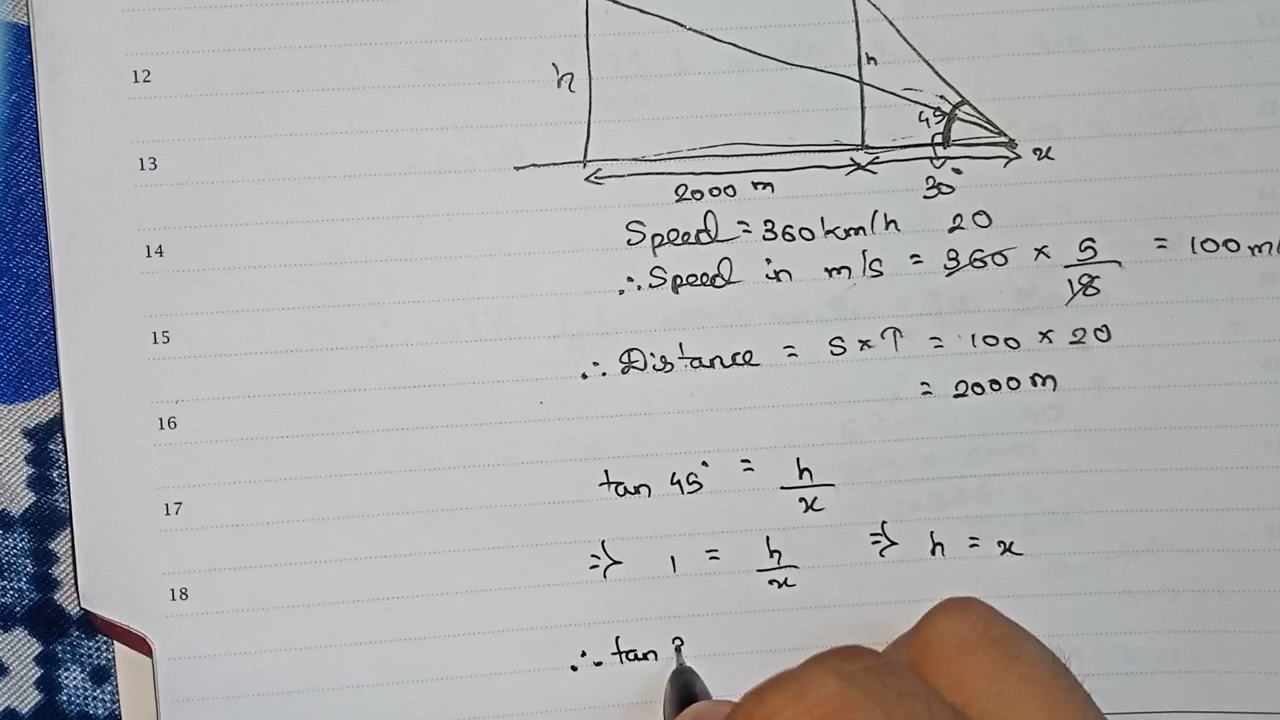 12
h
h
45
13
x
2000 m
30°
Speed = 360 km/h
20
14
∴ Speed in m/s = 360 × 5/18 = 100 m/
15
∴ Distance = S × T = 100 × 20
= 2000 m
16
tan 45° = h/x
17
⇒ 1 = h/x ⇒ h = x
18
∴ tan